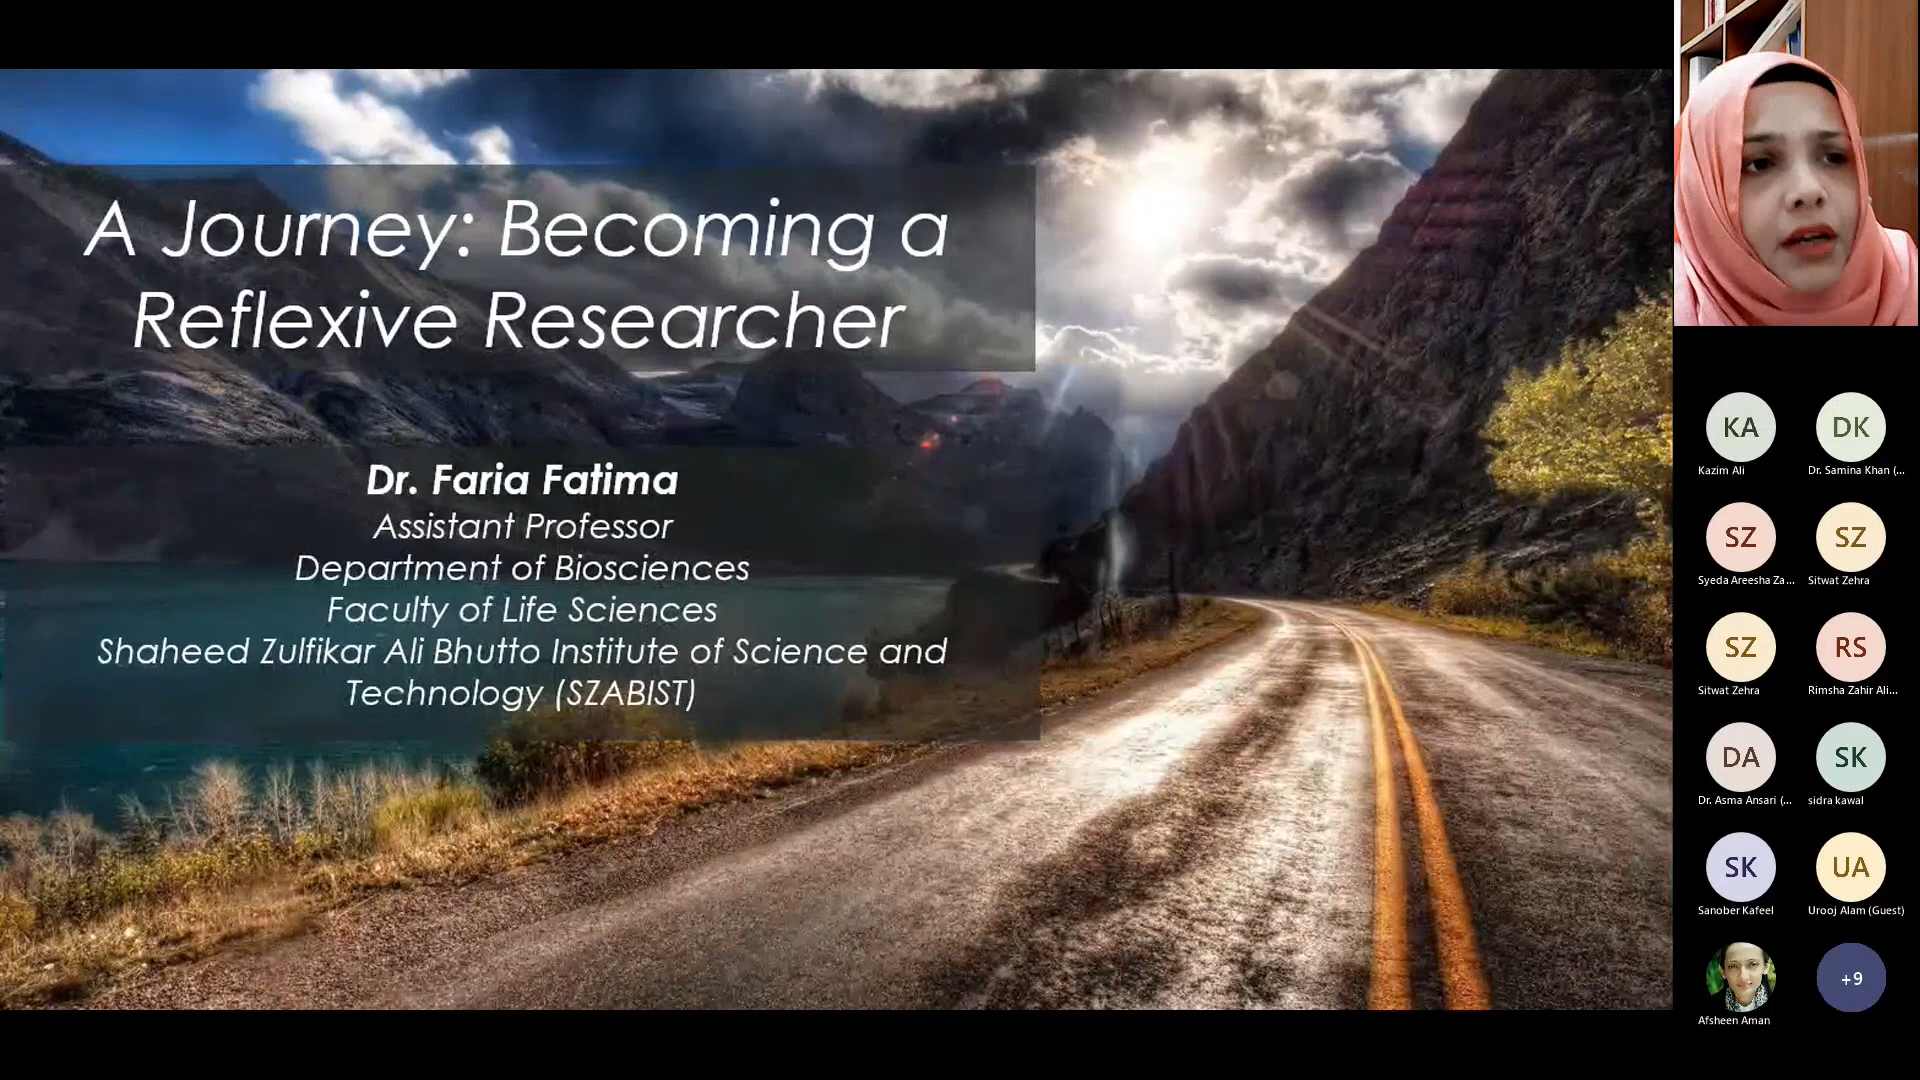 A Journey: Becoming a
Reflexive Researcher
Dr. Faria Fatima
Assistant Professor
Department of Biosciences
Faculty of Life Sciences
Shaheed Zulfikar Ali Bhutto Institute of Science and
Technology (SZABIST)
KA
DK
Kazim Ali
Dr. Samina Khan (...
SZ
SZ
Syeda Areesha Za...
Sitwat Zehra
SZ
RS
Sitwat Zehra
Rimsha Zahir Ali...
DA
SK
Dr. Asma Ansari (...
sidra kawal
SK
UA
Sanober Kafeel
Urooj Alam (Guest)
+9
Afsheen Aman